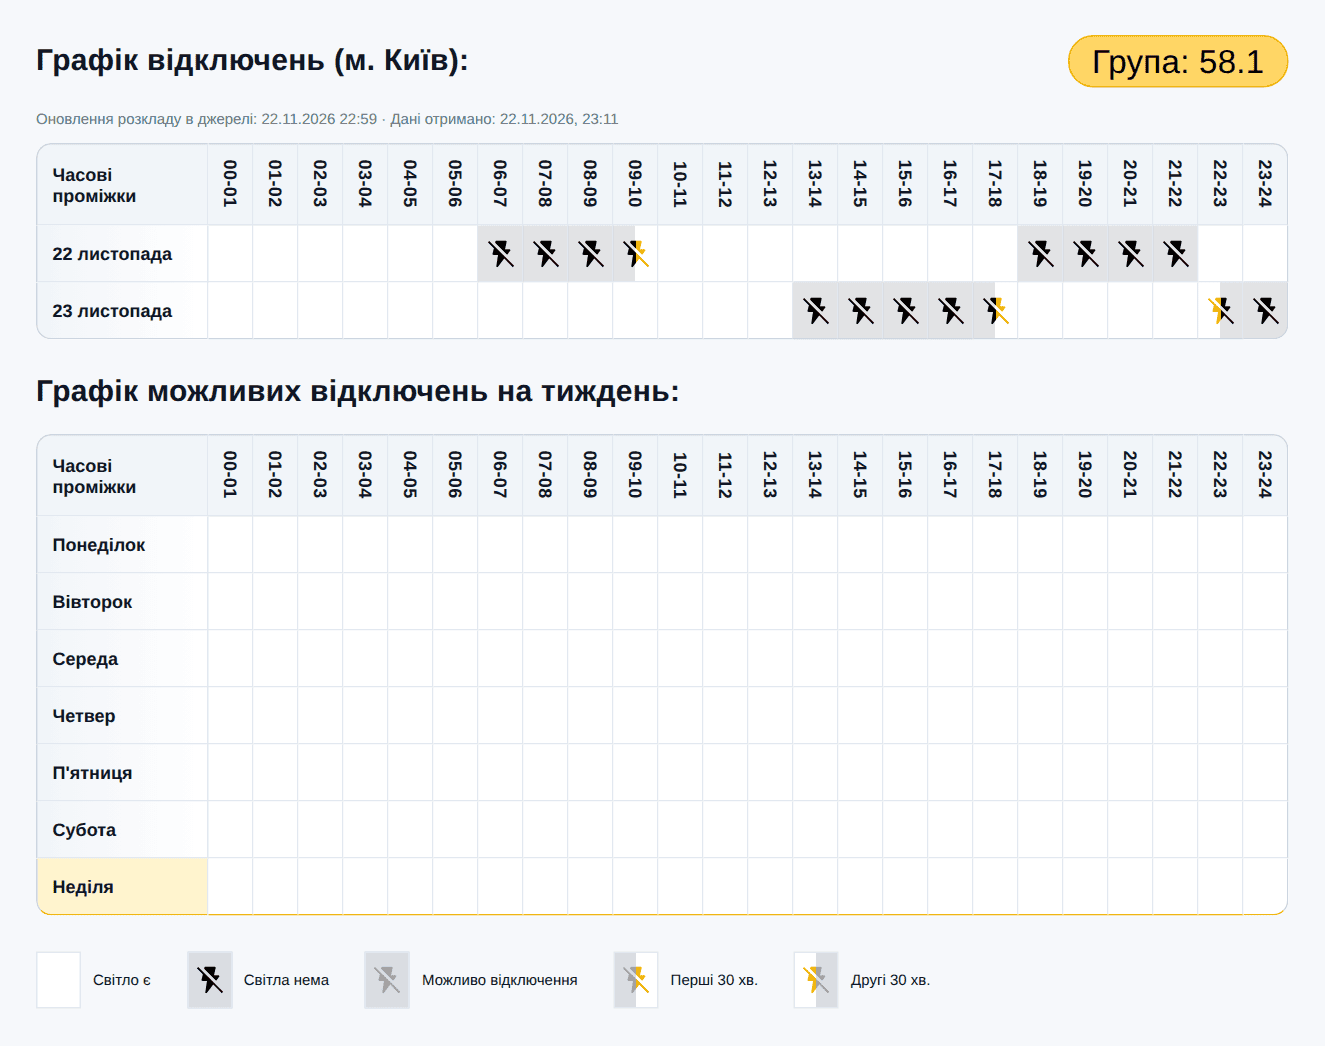 Графік відключень (м. Київ):
Група: 58.1
Оновлення розкладу в джерелі: 22.11.2026 22:59 · Дані отримано: 22.11.2026, 23:11
Часові проміжки 00-01 01-02 02-03 03-04 04-05 05-06 06-07 07-08 08-09 09-10 10-11 11-12 12-13 13-14 14-15 15-16 16-17 17-18 18-19 19-20 20-21 21-22 22-23 23-24
22 листопада
23 листопада
Графік можливих відключень на тиждень:
Часові проміжки 00-01 01-02 02-03 03-04 04-05 05-06 06-07 07-08 08-09 09-10 10-11 11-12 12-13 13-14 14-15 15-16 16-17 17-18 18-19 19-20 20-21 21-22 22-23 23-24
Понеділок
Вівторок
Середа
Четвер
П'ятниця
Субота
Неділя
Світло є Світла нема Можливо відключення Перші 30 хв. Другі 30 хв.